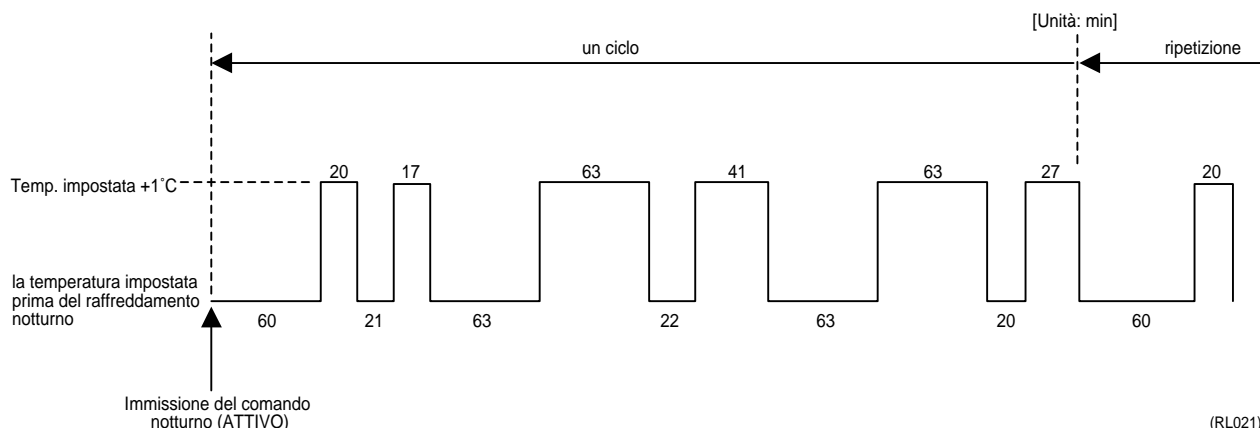 [Unità: min]
un ciclo
ripetizione
20 17 63 41 63 27 20
Temp. impostata +1˚C
la temperatura impostata
prima del raffreddamento
notturno
60 21 63 22 63 20 60
Immissione del comando
notturno (ATTIVO)
(RL021)